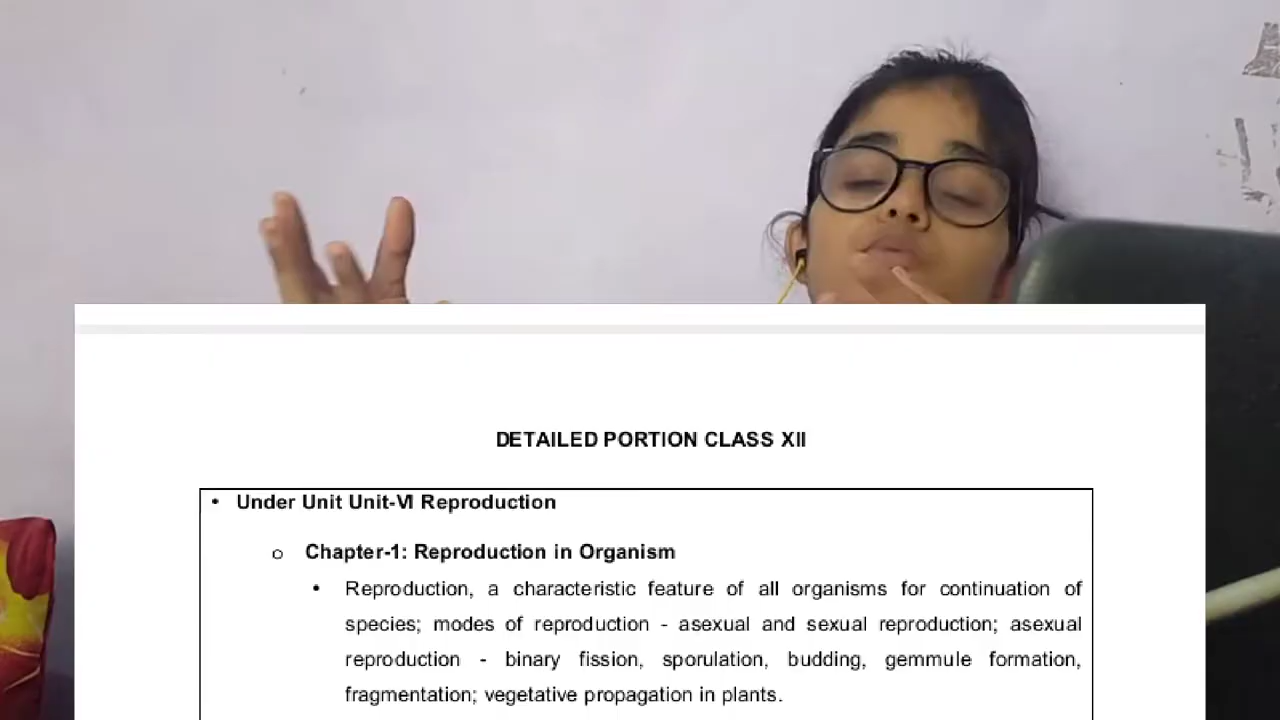 DETAILED PORTION CLASS XII
• Under Unit Unit-VI Reproduction
o Chapter-1: Reproduction in Organism
• Reproduction, a characteristic feature of all organisms for continuation of
species; modes of reproduction - asexual and sexual reproduction; asexual
reproduction - binary fission, sporulation, budding, gemmule formation,
fragmentation; vegetative propagation in plants.